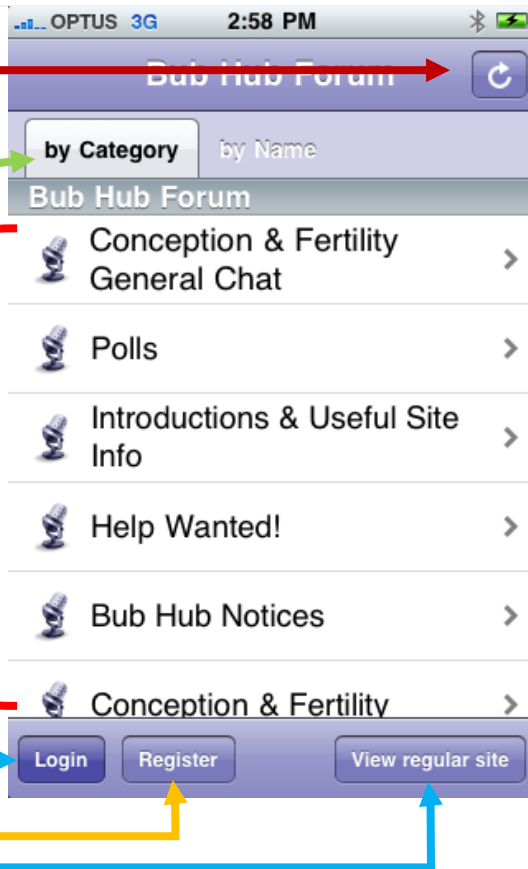 OPTUS 3G 2:58 PM
Bub Hub Forum
by Category by Name
Bub Hub Forum
Conception & Fertility
General Chat
Polls
Introductions & Useful Site
Info
Help Wanted!
Bub Hub Notices
Conception & Fertility
Login Register View regular site